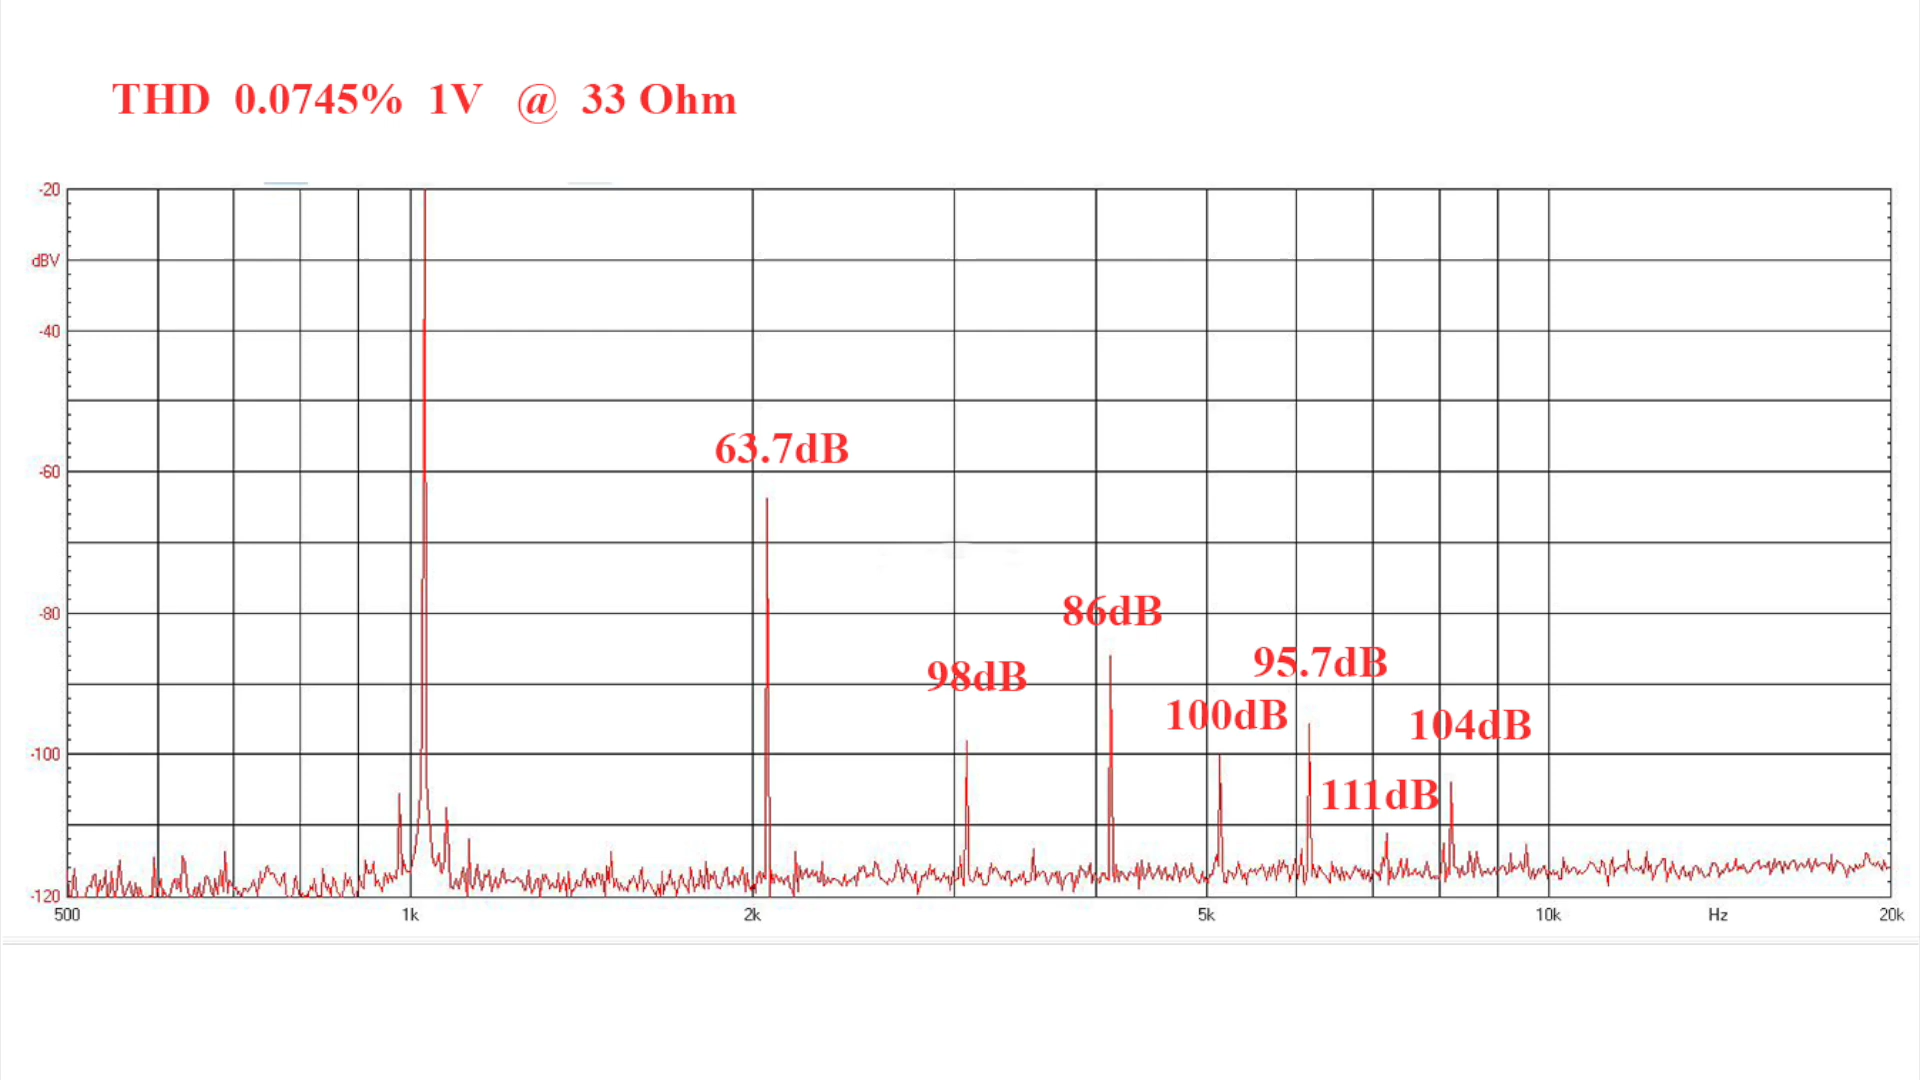 THD 0.0745% 1V @ 33 Ohm
-20
dBV
-40
63.7dB
-60
86dB
-80
95.7dB
98dB
100dB
104dB
-100
111dB
-120
500 1k 2k 5k 10k Hz 20k